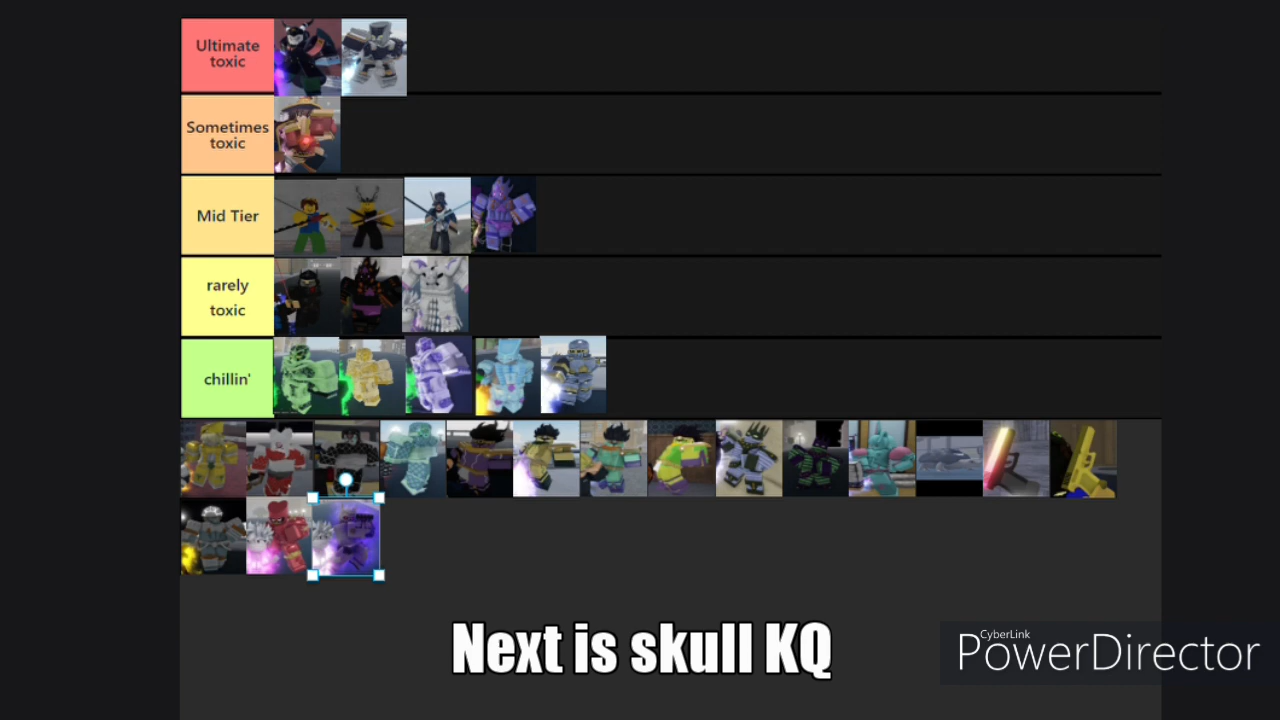 Ultimate
toxic
Sometimes
toxic
Mid Tier
rarely
toxic
chillin'
Next is skull KQ
CyberLink
PowerDirector